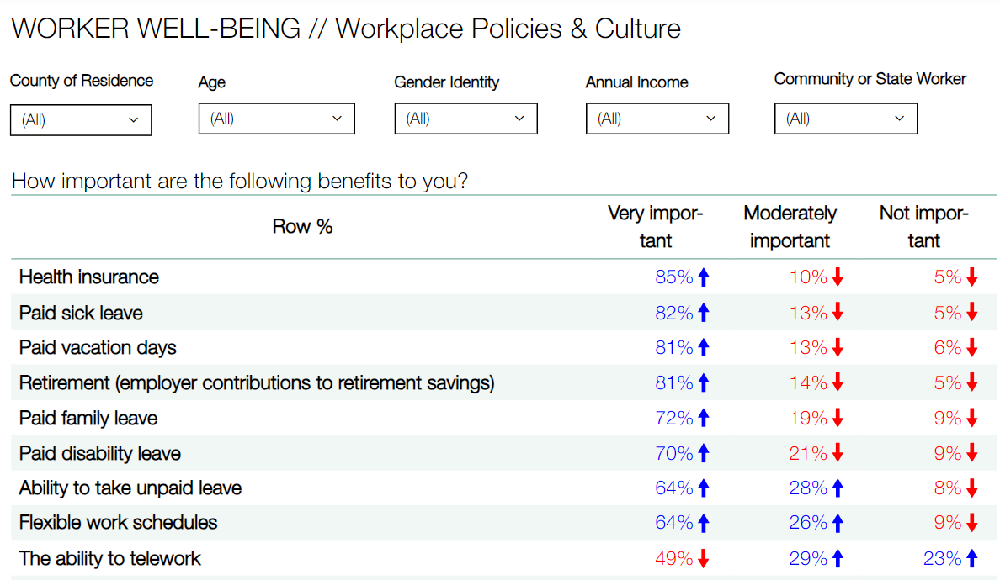 WORKER WELL-BEING // Workplace Policies & Culture
County of Residence Age Gender Identity Annual Income Community or State Worker
(All) (All) (All) (All) (All)
How important are the following benefits to you?
Row % Very impor- Moderately Not impor-
tant important tant
Health insurance 85% ↑ 10% ↓ 5% ↓
Paid sick leave 82% ↑ 13% ↓ 5% ↓
Paid vacation days 81% ↑ 13% ↓ 6% ↓
Retirement (employer contributions to retirement savings) 81% ↑ 14% ↓ 5% ↓
Paid family leave 72% ↑ 19% ↓ 9% ↓
Paid disability leave 70% ↑ 21% ↓ 9% ↓
Ability to take unpaid leave 64% ↑ 28% ↑ 8% ↓
Flexible work schedules 64% ↑ 26% ↑ 9% ↓
The ability to telework 49% ↓ 29% ↑ 23% ↑